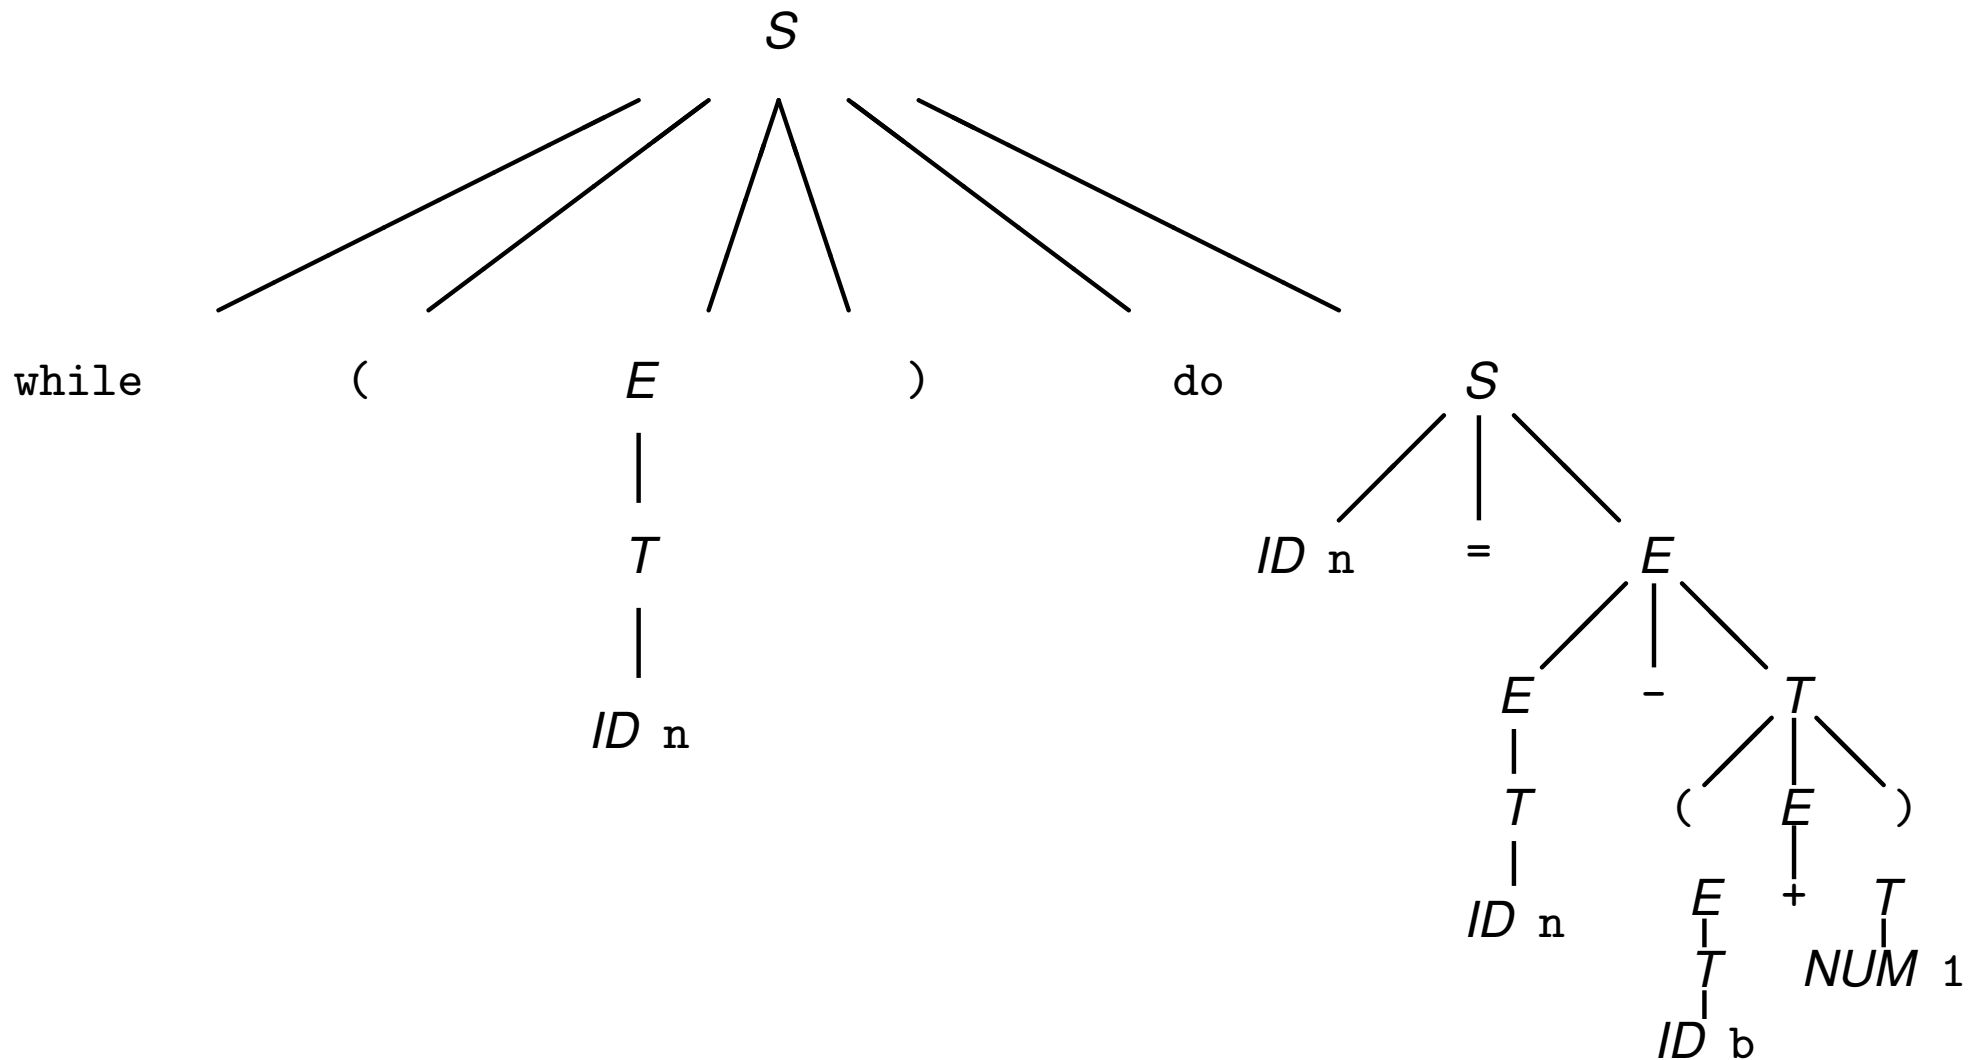 S
while ( E ) do S
T
ID n = E
ID n
E - T
T
( E )
ID n
E + T
T
NUM 1
ID b